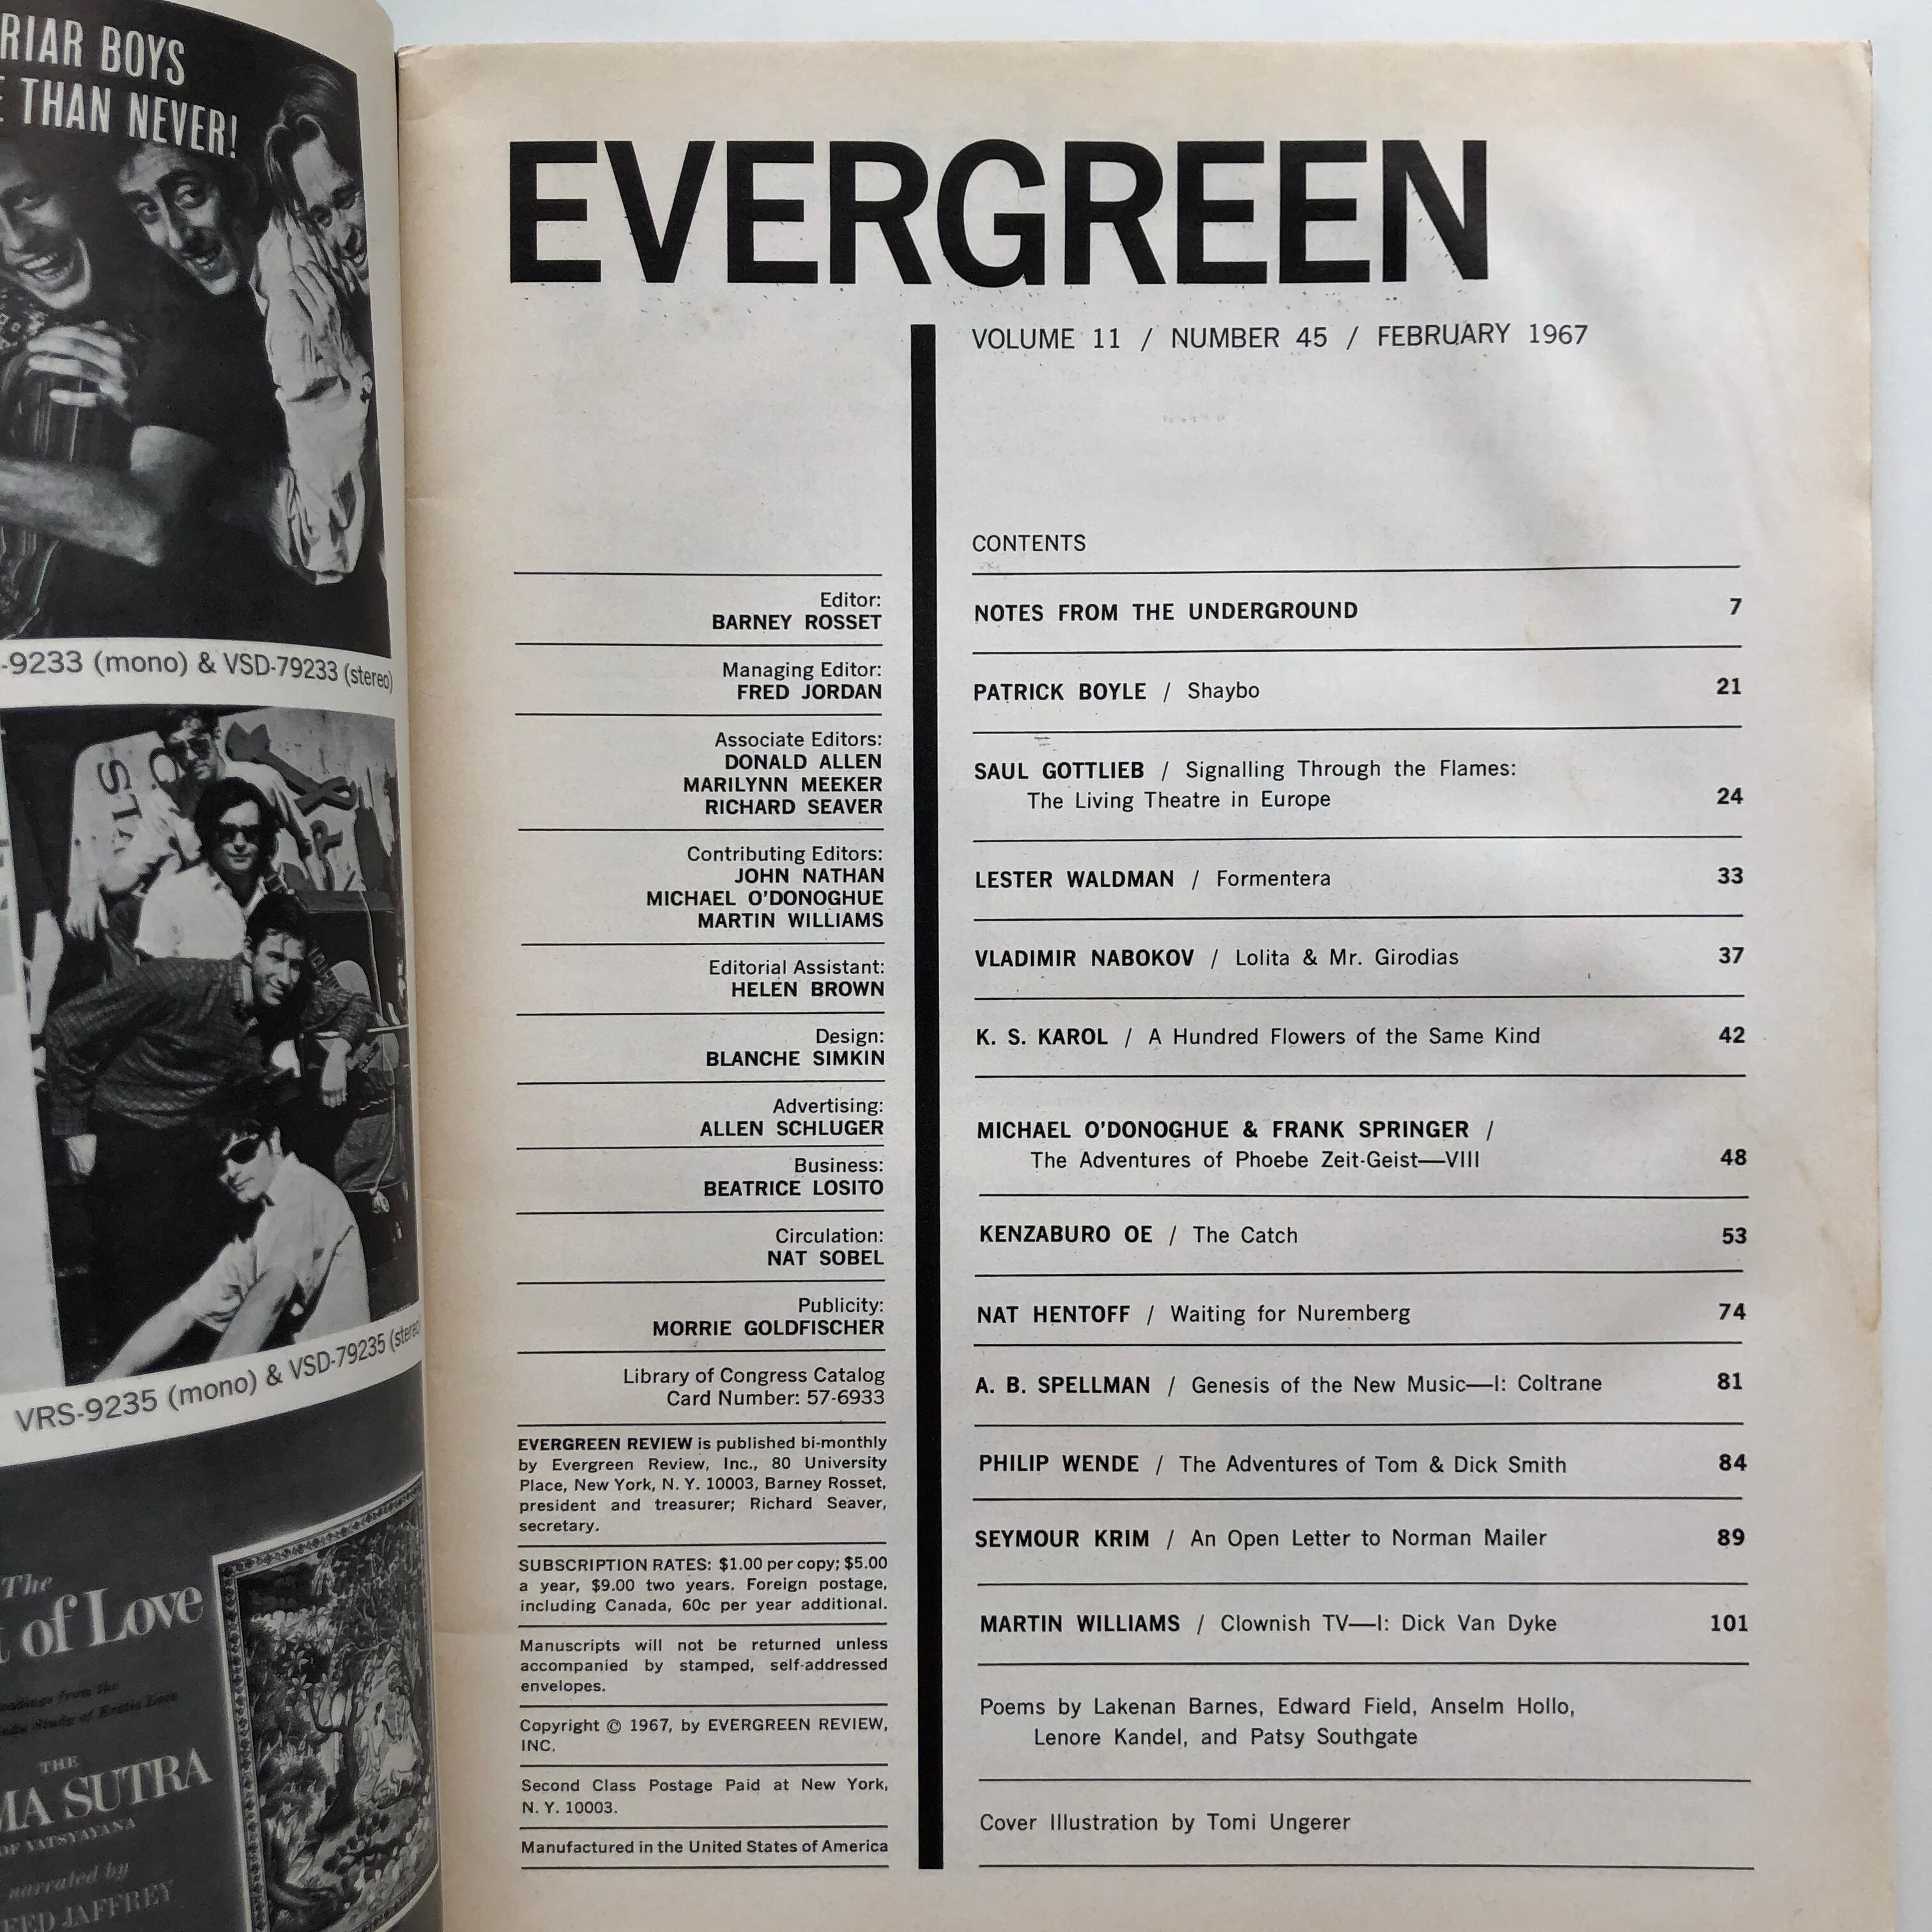 RIAR BOYS
THAN NEVER!
-9233 (mono) & VSD-79233 (stereo)
VRS-9235 (mono) & VSD-79235 (stereo
The
of Love
THE
MA SUTRA
OF VATSYAYANA
narrated by
EED JAFFREY
EVERGREEN
VOLUME 11 / NUMBER 45 / FEBRUARY 1967
Editor:
BARNEY ROSSET
Managing Editor:
FRED JORDAN
Associate Editors:
DONALD ALLEN
MARILYNN MEEKER
RICHARD SEAVER
Contributing Editors:
JOHN NATHAN
MICHAEL O'DONOGHUE
MARTIN WILLIAMS
Editorial Assistant:
HELEN BROWN
Design:
BLANCHE SIMKIN
Advertising:
ALLEN SCHLUGER
Business:
BEATRICE LOSITO
Circulation:
NAT SOBEL
Publicity:
MORRIE GOLDFISCHER
Library of Congress Catalog
Card Number: 57-6933
EVERGREEN REVIEW is published bi-monthly
by Evergreen Review, Inc., 80 University
Place, New York, N. Y. 10003, Barney Rosset,
president and treasurer; Richard Seaver,
secretary.
SUBSCRIPTION RATES: $1.00 per copy; $5.00
a year, $9.00 two years. Foreign postage,
including Canada, 60c per year additional.
Manuscripts will not be returned unless
accompanied by stamped, self-addressed
envelopes.
Copyright © 1967, by EVERGREEN REVIEW,
INC.
Second Class Postage Paid at New York,
N. Y. 10003.
Manufactured in the United States of America
CONTENTS
NOTES FROM THE UNDERGROUND 7
PATRICK BOYLE / Shaybo 21
SAUL GOTTLIEB / Signalling Through the Flames:
The Living Theatre in Europe 24
LESTER WALDMAN / Formentera 33
VLADIMIR NABOKOV / Lolita & Mr. Girodias 37
K. S. KAROL / A Hundred Flowers of the Same Kind 42
MICHAEL O'DONOGHUE & FRANK SPRINGER /
The Adventures of Phoebe Zeit-Geist—VIII 48
KENZABURO OE / The Catch 53
NAT HENTOFF / Waiting for Nuremberg 74
A. B. SPELLMAN / Genesis of the New Music—I: Coltrane 81
PHILIP WENDE / The Adventures of Tom & Dick Smith 84
SEYMOUR KRIM / An Open Letter to Norman Mailer 89
MARTIN WILLIAMS / Clownish TV—I: Dick Van Dyke 101
Poems by Lakenan Barnes, Edward Field, Anselm Hollo,
Lenore Kandel, and Patsy Southgate
Cover Illustration by Tomi Ungerer